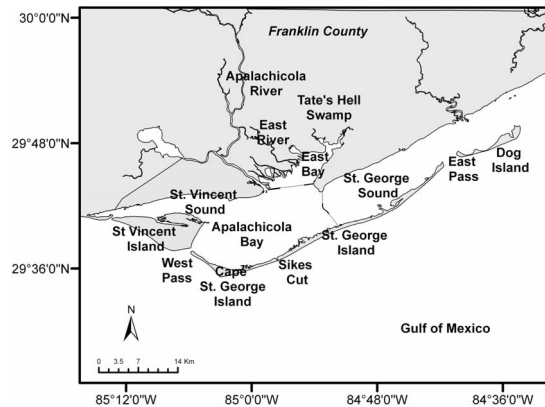 30°0'0"N
Franklin County
Apalachicola
River
Tate's Hell
Swamp
29°48'0"N
East
River
East
Bay
St. George
Sound
East
Pass
Dog
Island
St. Vincent
Sound
St Vincent
Island
Apalachicola
Bay
St. George
Island
29°36'0"N
West
Pass
Cape
St. George
Island
Sikes
Cut
Gulf of Mexico
N
0 3.5 7 14 Km
85°12'0"W 85°0'0"W 84°48'0"W 84°36'0"W